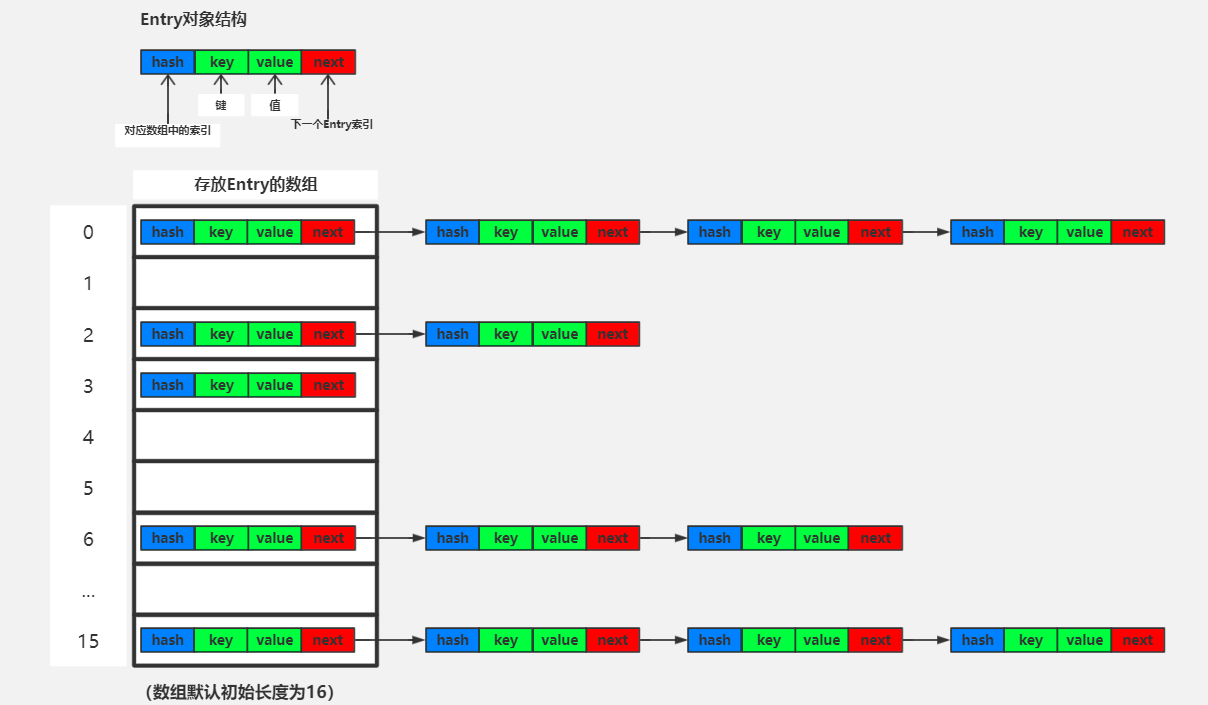 Entry对象结构
hash key value next
键 值
对应数组中的索引 下一个Entry索引
存放Entry的数组
0 hash key value next hash key value next hash key value next hash key value next
1
2 hash key value next hash key value next
3 hash key value next
4
5
6 hash key value next hash key value next hash key value next
...
15 hash key value next hash key value next hash key value next hash key value next
（数组默认初始长度为16）